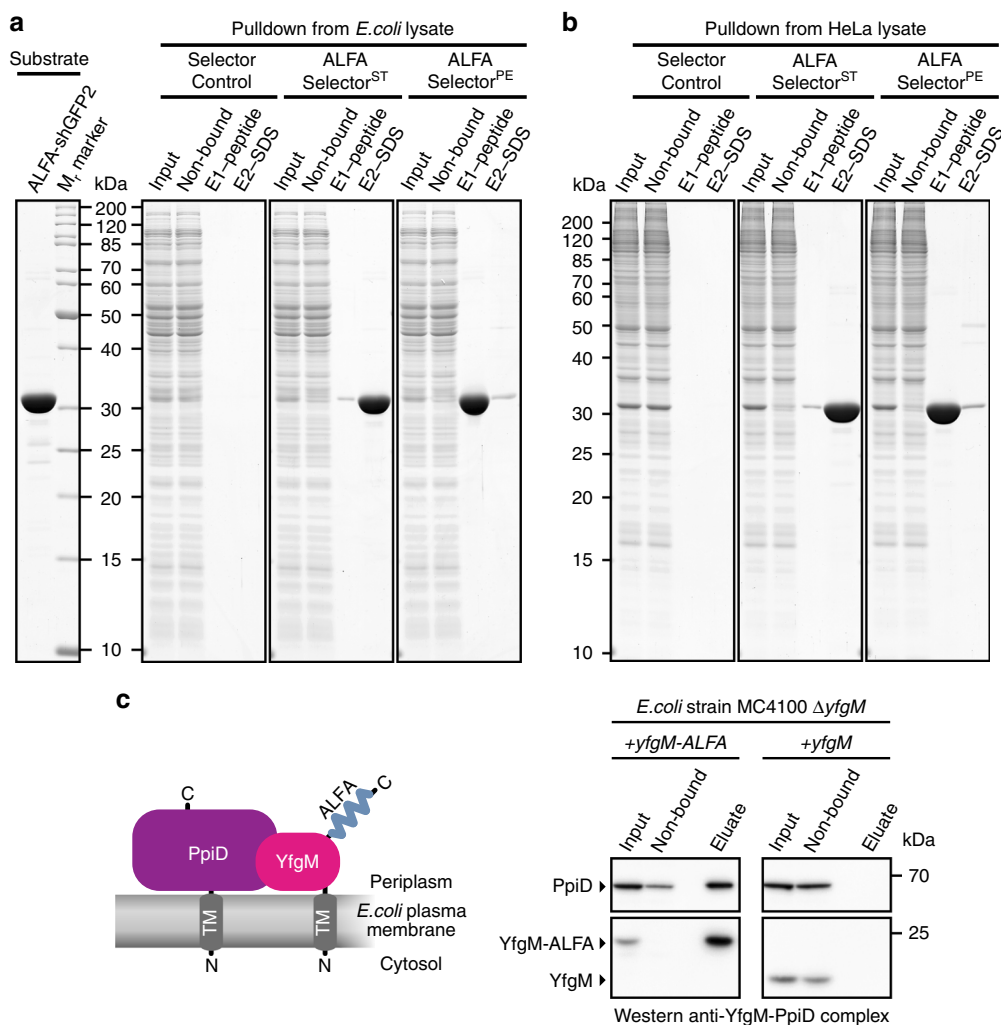 a
Pulldown from E.coli lysate
Substrate
Selector Control
ALFA SelectorST
ALFA SelectorPE
ALFA-shGFP2
Mr marker
kDa
Input
Non-bound
E1–peptide
E2–SDS
Input
Non-bound
E1–peptide
E2–SDS
Input
Non-bound
E1–peptide
E2–SDS
200
120
85
70
60
50
40
30
25
20
15
10
b
Pulldown from HeLa lysate
Selector Control
ALFA SelectorST
ALFA SelectorPE
kDa
Input
Non-bound
E1–peptide
E2–SDS
Input
Non-bound
E1–peptide
E2–SDS
Input
Non-bound
E1–peptide
E2–SDS
200
120
85
70
60
50
40
30
25
20
15
10
c
C
ALFA
C
PpiD
YfgM
Periplasm
TM
TM
E.coli plasma
membrane
N
N
Cytosol
E.coli strain MC4100 ΔyfgM
+yfgM-ALFA
+yfgM
Input
Non-bound
Eluate
Input
Non-bound
Eluate
kDa
PpiD
70
YfgM-ALFA
25
YfgM
Western anti-YfgM-PpiD complex